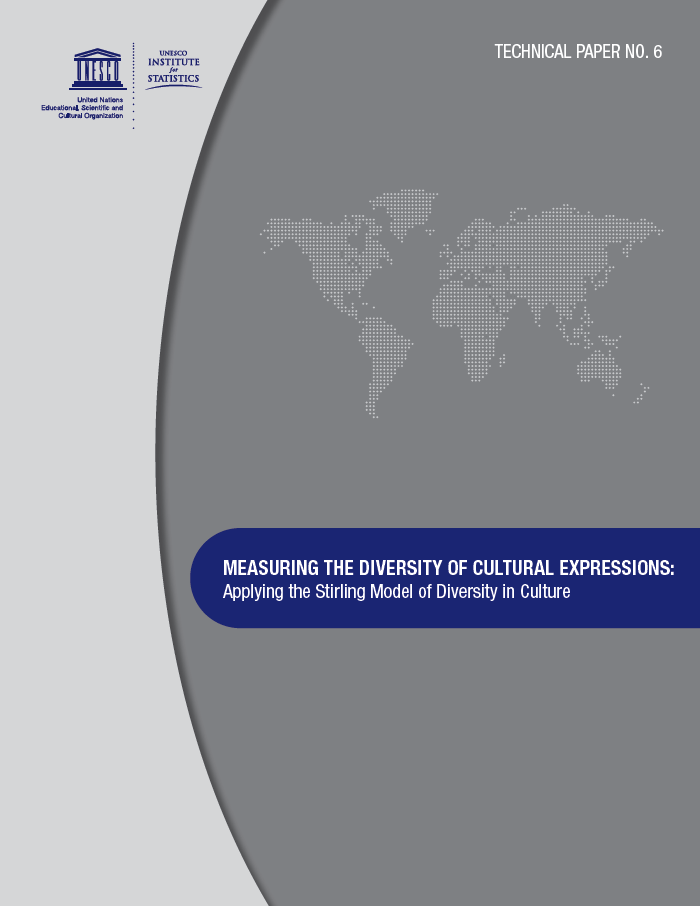 TECHNICAL PAPER NO. 6
UNESCO
United Nations
Educational, Scientific and
Cultural Organization
UNESCO
INSTITUTE
for
STATISTICS
MEASURING THE DIVERSITY OF CULTURAL EXPRESSIONS:
Applying the Stirling Model of Diversity in Culture